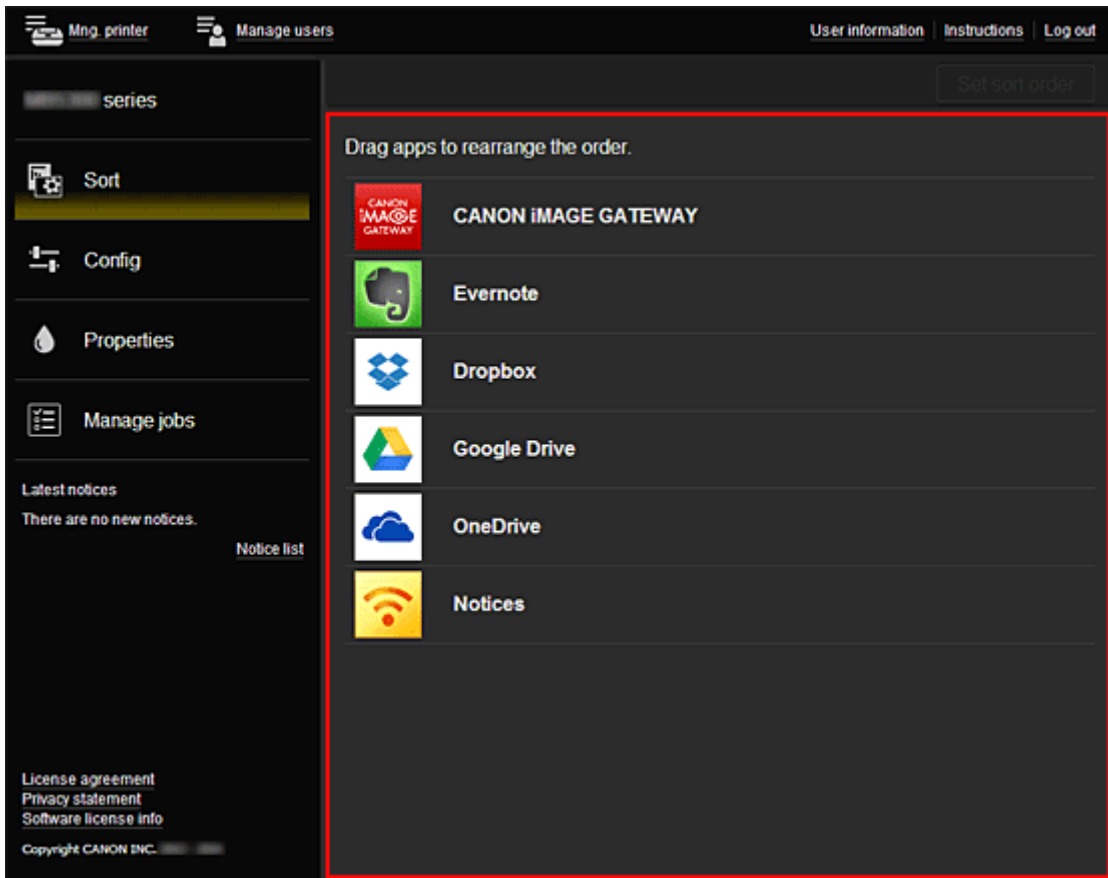 Mng. printer
Manage users
User information
Instructions
Log out
series
Set sort order
Sort
Config
Properties
Manage jobs
Latest notices
There are no new notices.
Notice list
License agreement
Privacy statement
Software license info
Copyright CANON INC.
Drag apps to rearrange the order.
CANON
iMAGE
GATEWAY
CANON iMAGE GATEWAY
Evernote
Dropbox
Google Drive
OneDrive
Notices